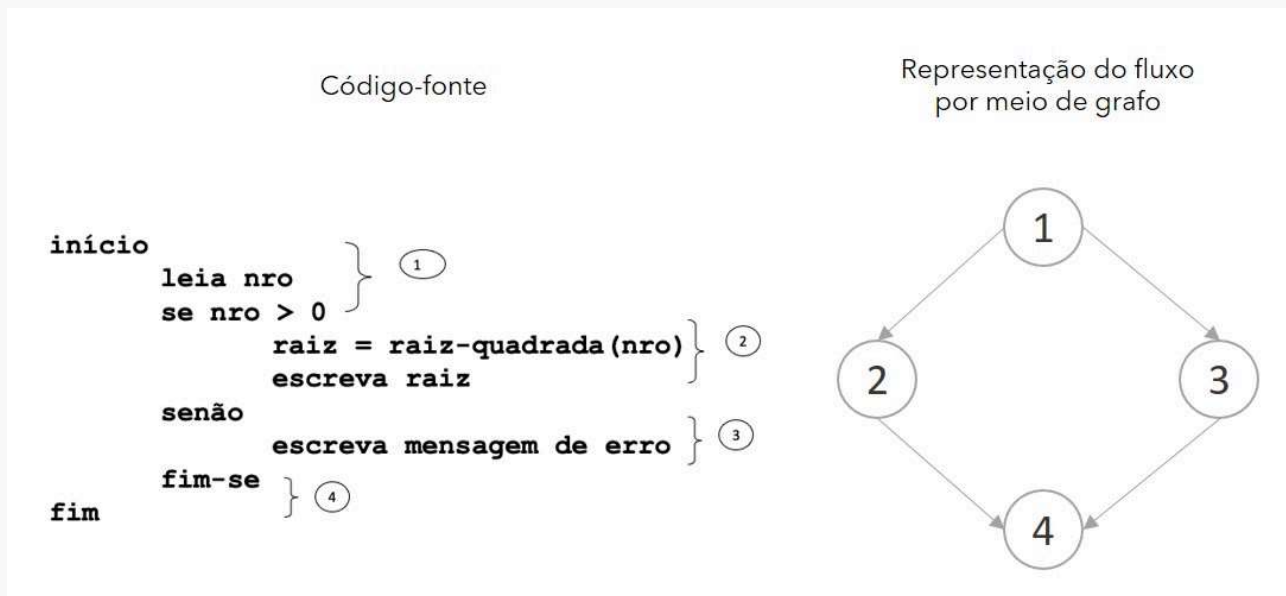 Código-fonte
Representação do fluxo
por meio de grafo
início
leia nro
1
se nro > 0
raiz = raiz-quadrada(nro)
2
escreva raiz
senão
escreva mensagem de erro
3
fim-se
4
fim
1
2
3
4